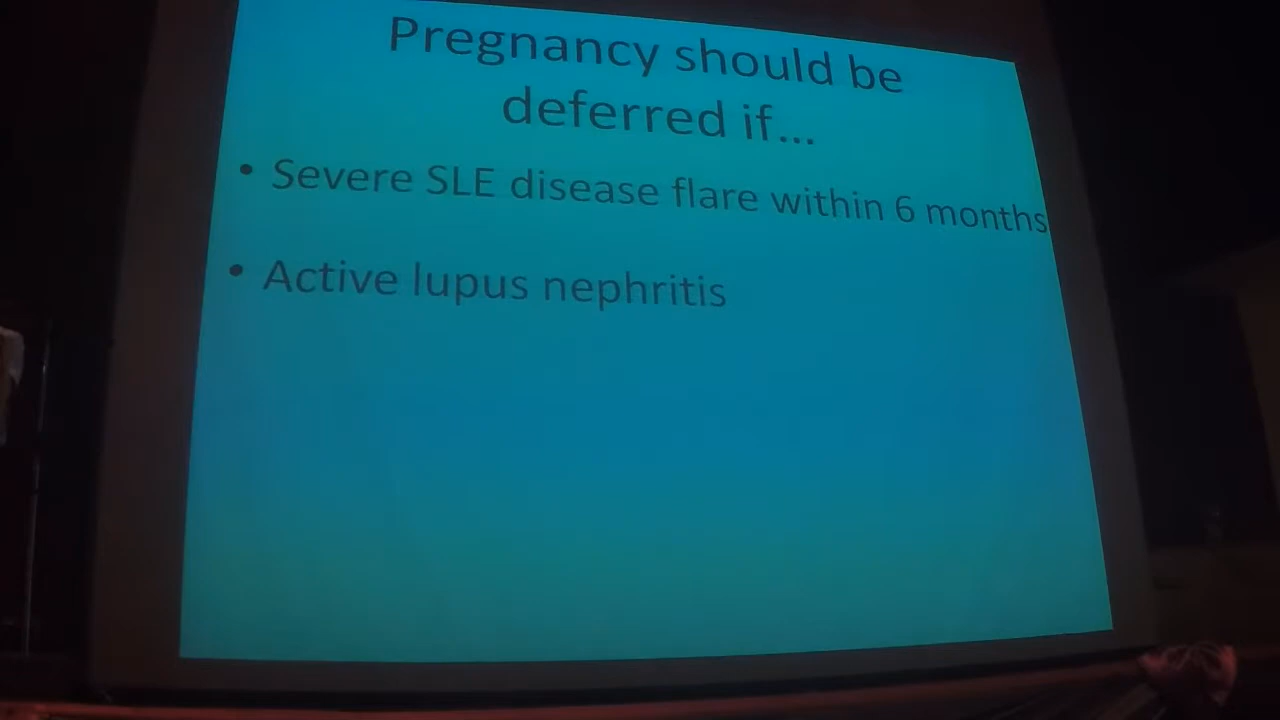 Pregnancy should be
deferred if...
• Severe SLE disease flare within 6 months
• Active lupus nephritis